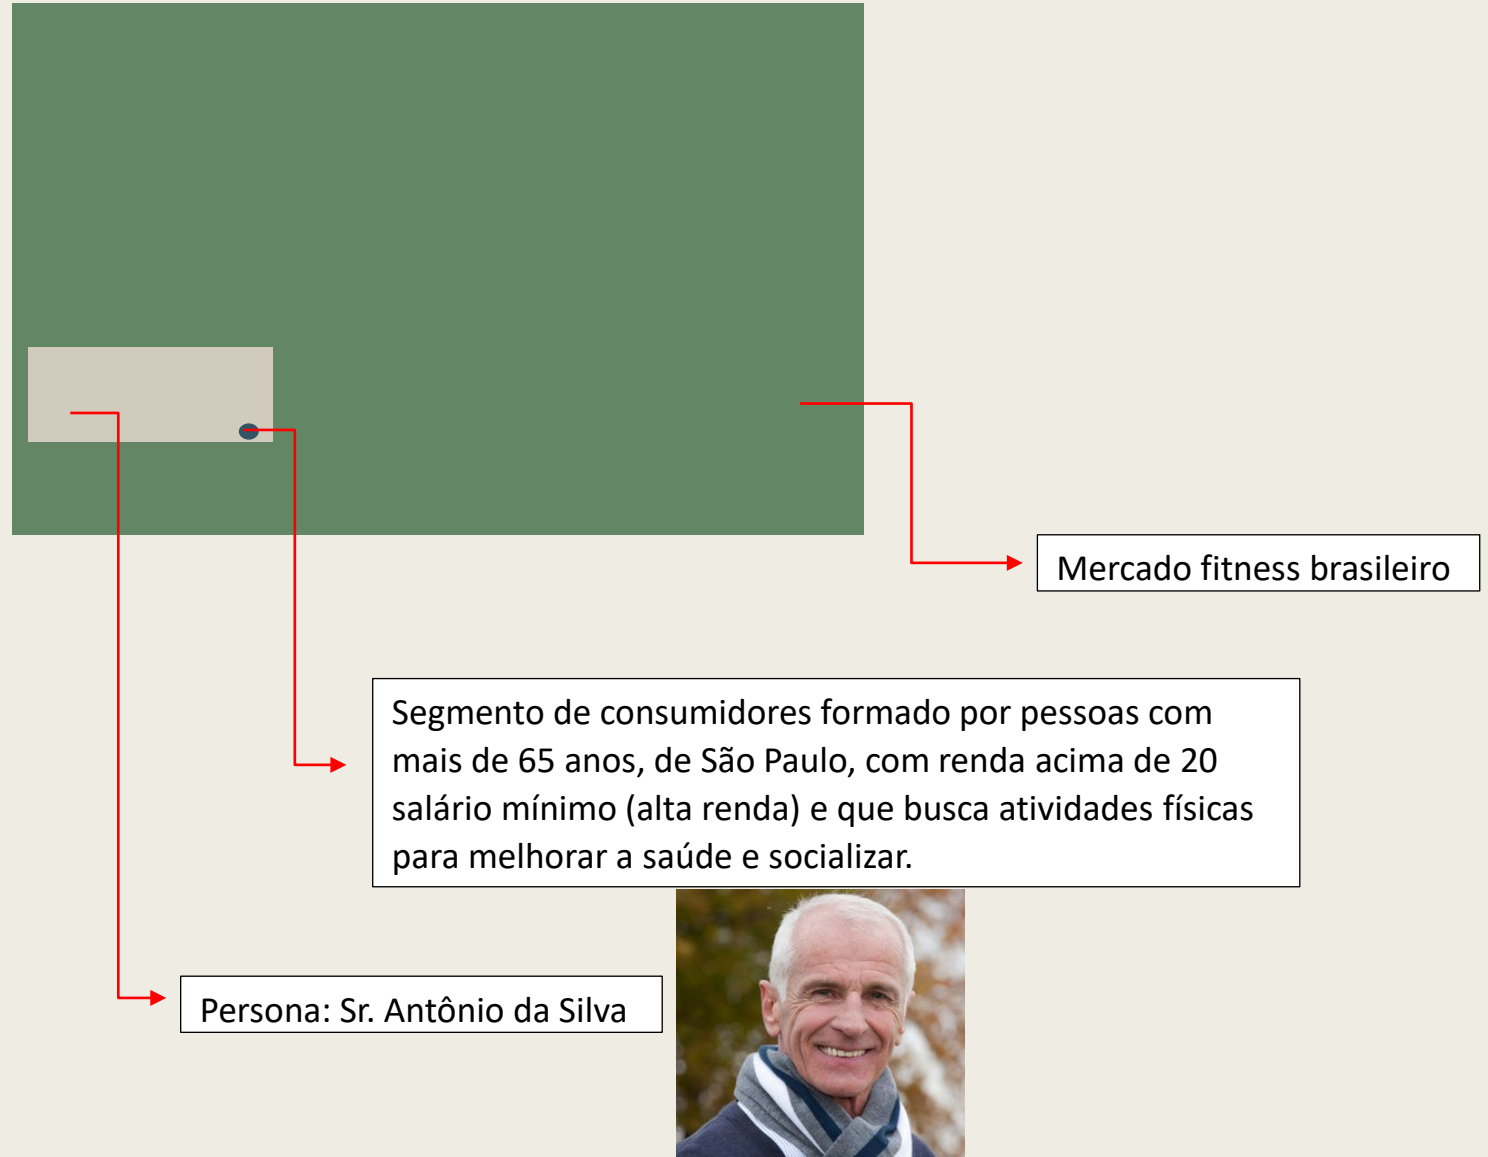 Mercado fitness brasileiro
Segmento de consumidores formado por pessoas com
mais de 65 anos, de São Paulo, com renda acima de 20
salário mínimo (alta renda) e que busca atividades físicas
para melhorar a saúde e socializar.
Persona: Sr. Antônio da Silva